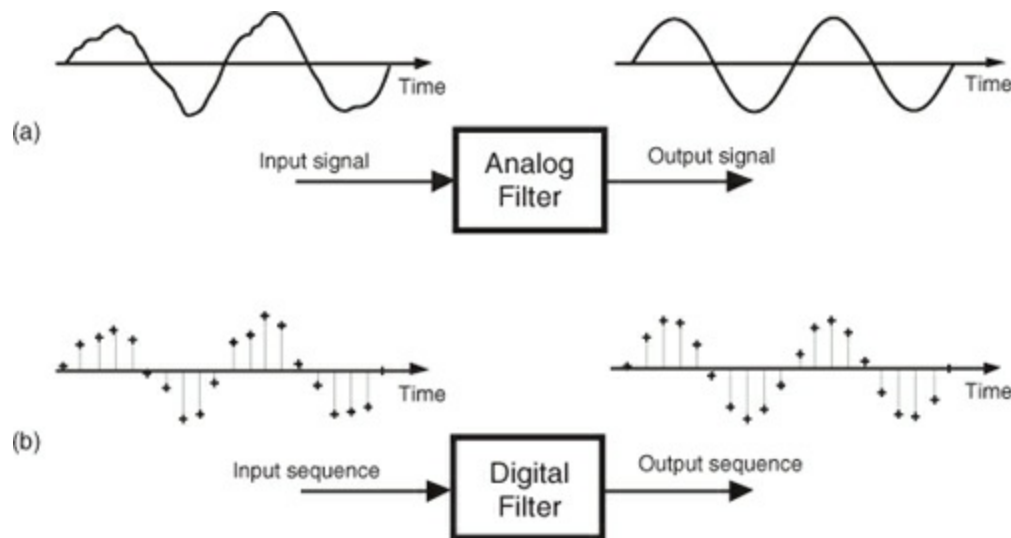 Time
Time
(a)
Input signal
Analog
Filter
Output signal
Time
Time
(b)
Input sequence
Digital
Filter
Output sequence